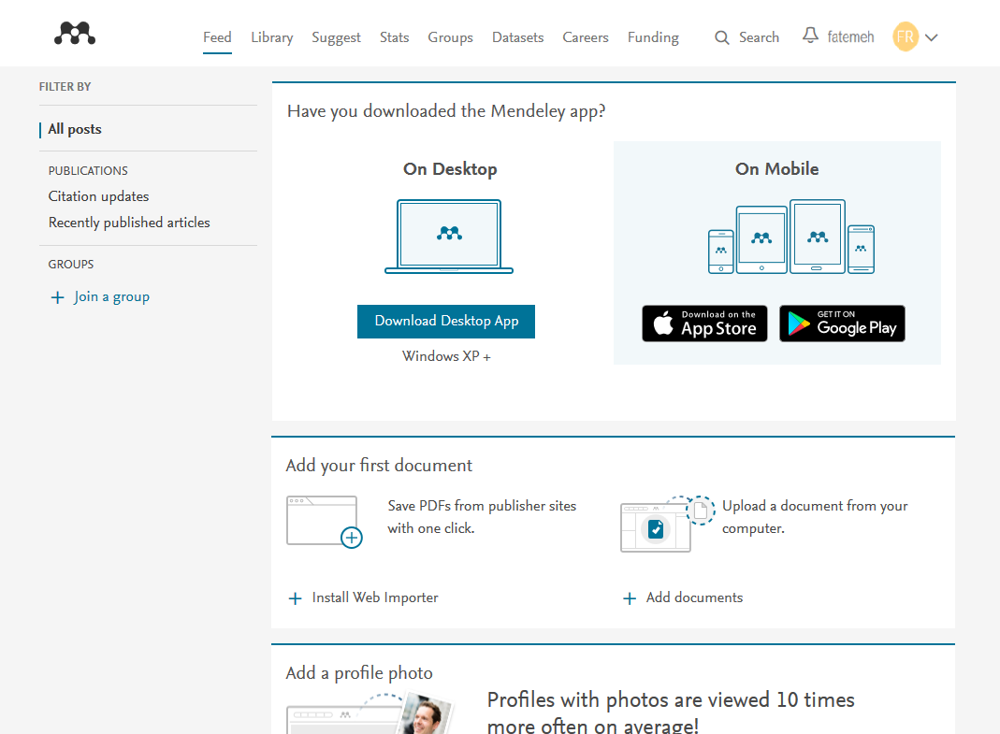 Feed Library Suggest Stats Groups Datasets Careers Funding Search fatemeh FR
FILTER BY
All posts
PUBLICATIONS
Citation updates
Recently published articles
GROUPS
+ Join a group
Have you downloaded the Mendeley app?
On Desktop
Download Desktop App
Windows XP +
On Mobile
Download on the
App Store
GET IT ON
Google Play
Add your first document
Save PDFs from publisher sites
with one click.
+ Install Web Importer
Upload a document from your
computer.
+ Add documents
Add a profile photo
Profiles with photos are viewed 10 times
more often on average!